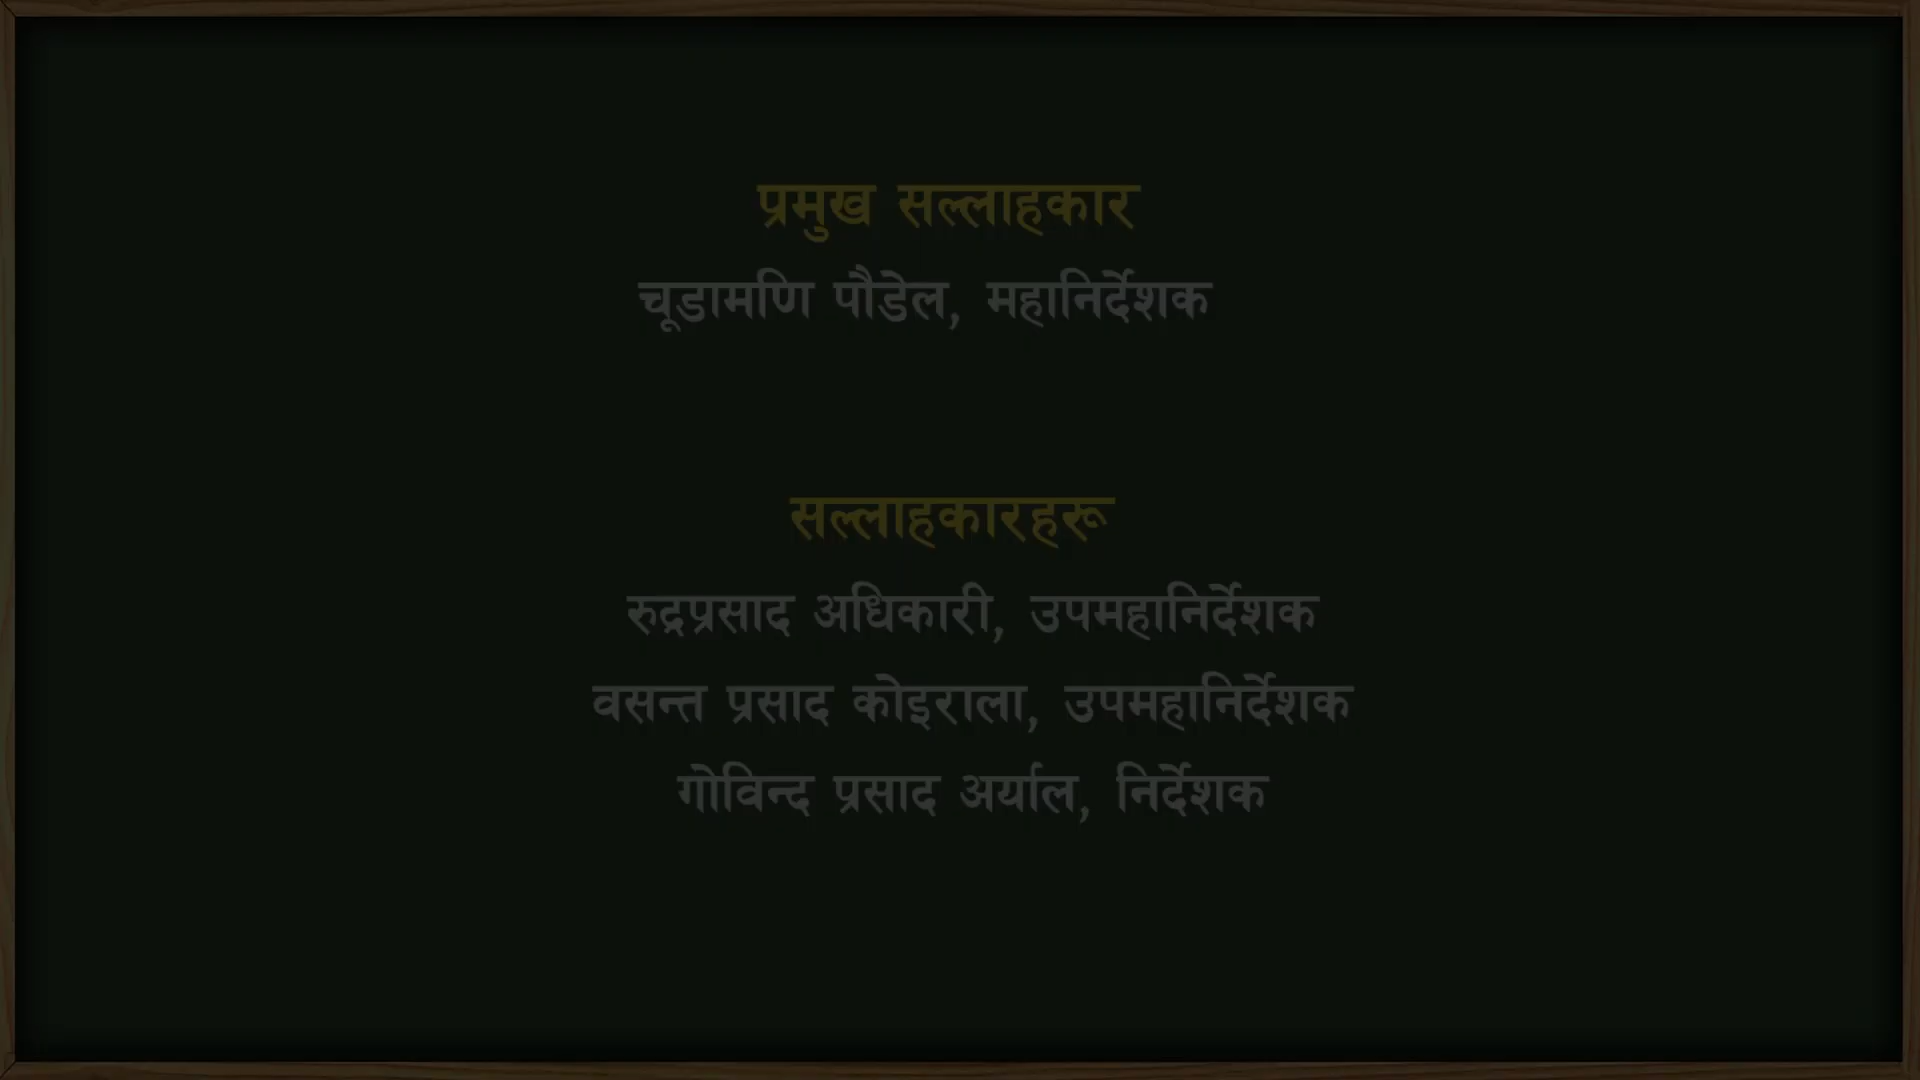 प्रमुख सल्लाहकार
चूडामणि पौडेल, महानिर्देशक
सल्लाहकारहरू
रुद्रप्रसाद अधिकारी, उपमहानिर्देशक
वसन्त प्रसाद कोइराला, उपमहानिर्देशक
गोविन्द प्रसाद अर्याल, निर्देशक